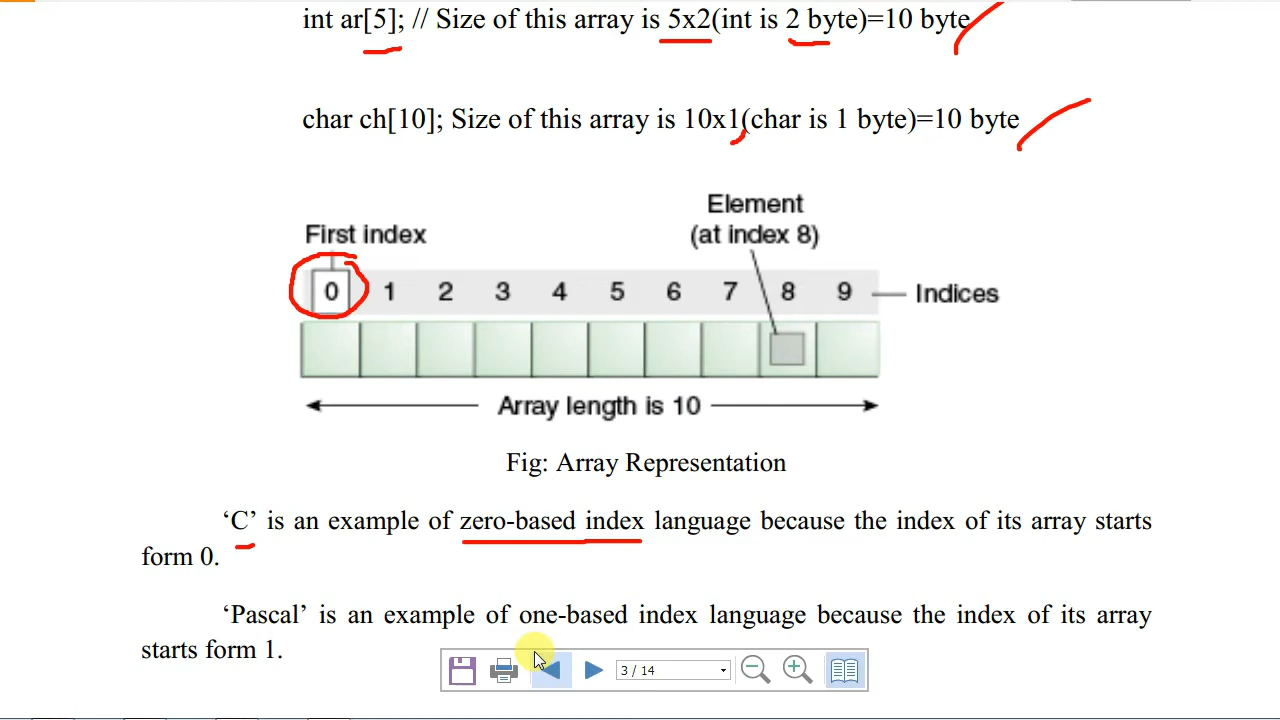 int ar[5]; // Size of this array is 5x2(int is 2 byte)=10 byte
char ch[10]; Size of this array is 10x1(char is 1 byte)=10 byte
Element
First index (at index 8)
0 1 2 3 4 5 6 7 8 9 Indices
Array length is 10
Fig: Array Representation
‘C’ is an example of zero-based index language because the index of its array starts
form 0.
‘Pascal’ is an example of one-based index language because the index of its array
starts form 1.
3 / 14